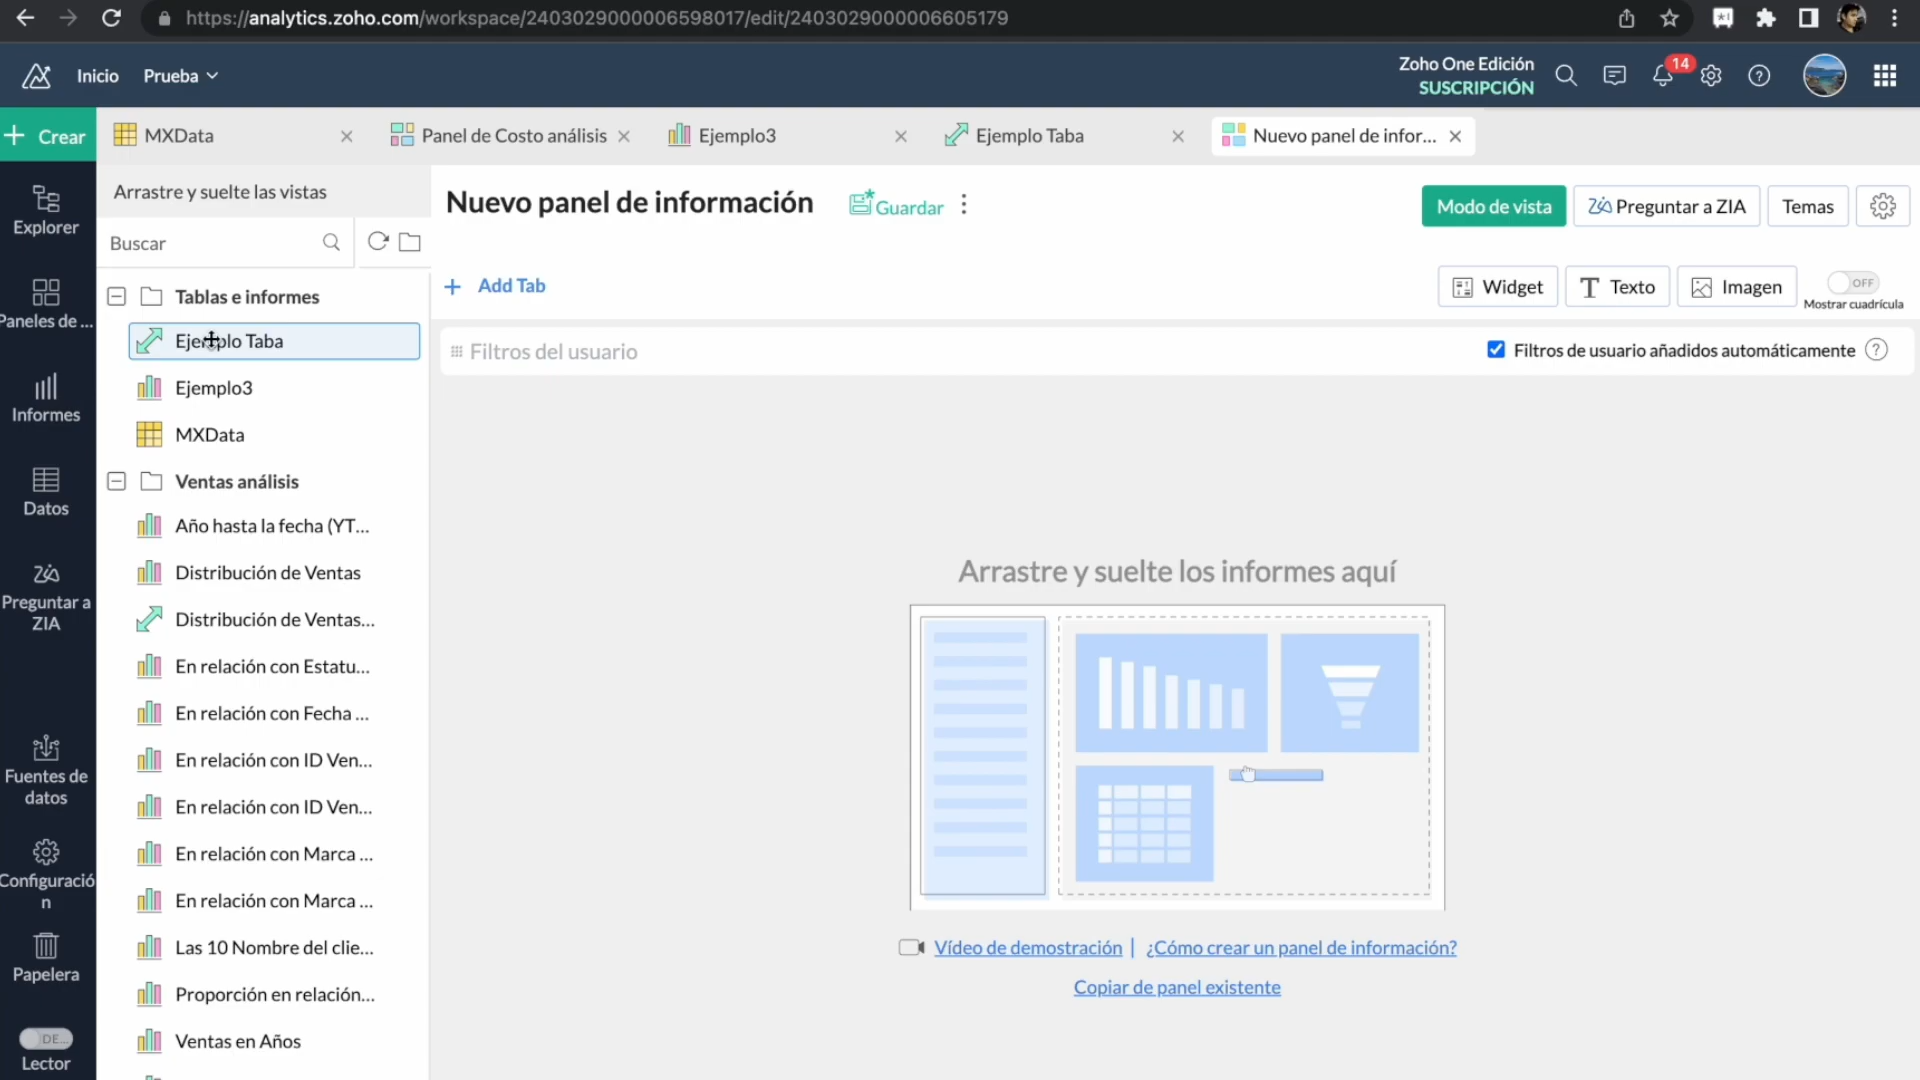 https://analytics.zoho.com/workspace/2403029000006598017/edit/2403029000006605179
Inicio
Prueba
Zoho One Edición
SUSCRIPCIÓN
14
Crear
MXData
Panel de Costo análisis
Ejemplo3
Ejemplo Taba
Nuevo panel de infor...
Explorer
Paneles de ...
Informes
Datos
Preguntar a
ZIA
Fuentes de
datos
Configuració
n
Papelera
DE...
Lector
Arrastre y suelte las vistas
Buscar
Tablas e informes
Ejemplo Taba
Ejemplo3
MXData
Ventas análisis
Año hasta la fecha (YT...
Distribución de Ventas
Distribución de Ventas...
En relación con Estatu...
En relación con Fecha ...
En relación con ID Ven...
En relación con ID Ven...
En relación con Marca ...
En relación con Marca ...
Las 10 Nombre del clie...
Proporción en relación...
Ventas en Años
Nuevo panel de información
Guardar
Modo de vista
Preguntar a ZIA
Temas
+ Add Tab
Widget
Texto
Imagen
OFF
Mostrar cuadrícula
Filtros del usuario
Filtros de usuario añadidos automáticamente
Arrastre y suelte los informes aquí
Vídeo de demostración | ¿Cómo crear un panel de información?
Copiar de panel existente